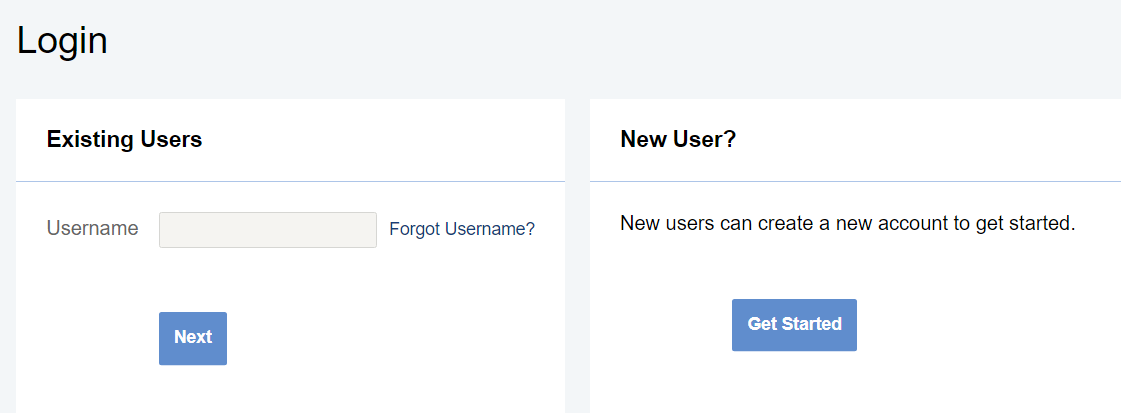 Login
Existing Users
Username
Forgot Username?
Next
New User?
New users can create a new account to get started.
Get Started